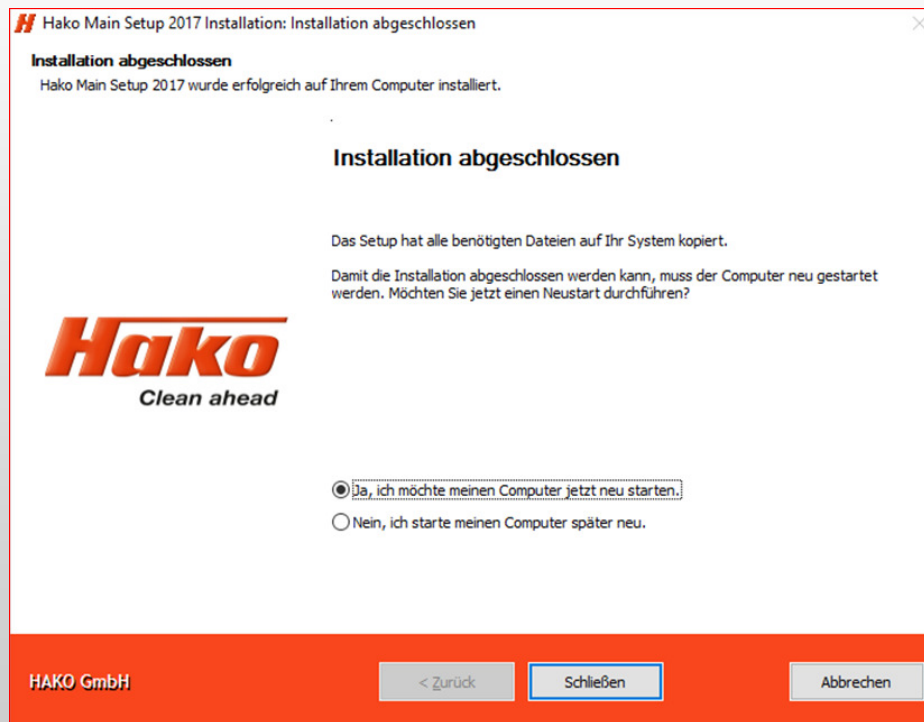 Hako Main Setup 2017 Installation: Installation abgeschlossen
Installation abgeschlossen
Hako Main Setup 2017 wurde erfolgreich auf Ihrem Computer installiert.
.
Installation abgeschlossen
Das Setup hat alle benötigten Dateien auf Ihr System kopiert.
Damit die Installation abgeschlossen werden kann, muss der Computer neu gestartet
werden. Möchten Sie jetzt einen Neustart durchführen?
Hako
Clean ahead
Ja, ich möchte meinen Computer jetzt neu starten.
Nein, ich starte meinen Computer später neu.
HAKO GmbH
< Zurück
Schließen
Abbrechen